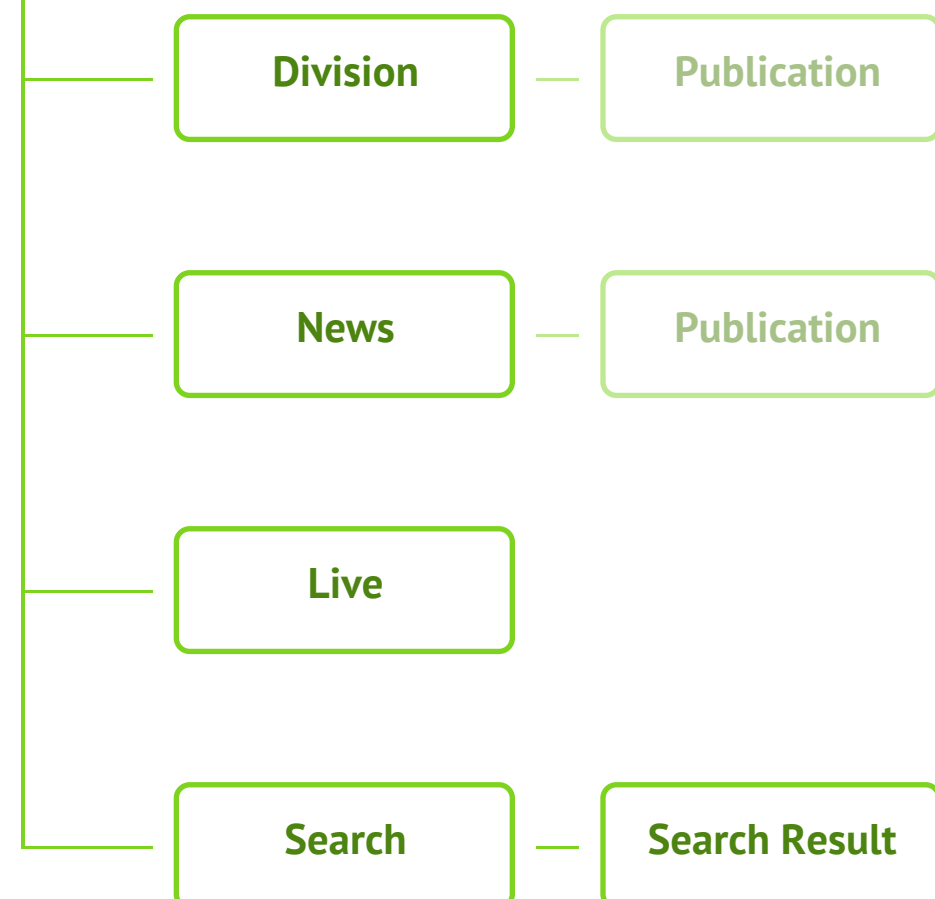 Division
Publication
News
Publication
Live
Search
Search Result